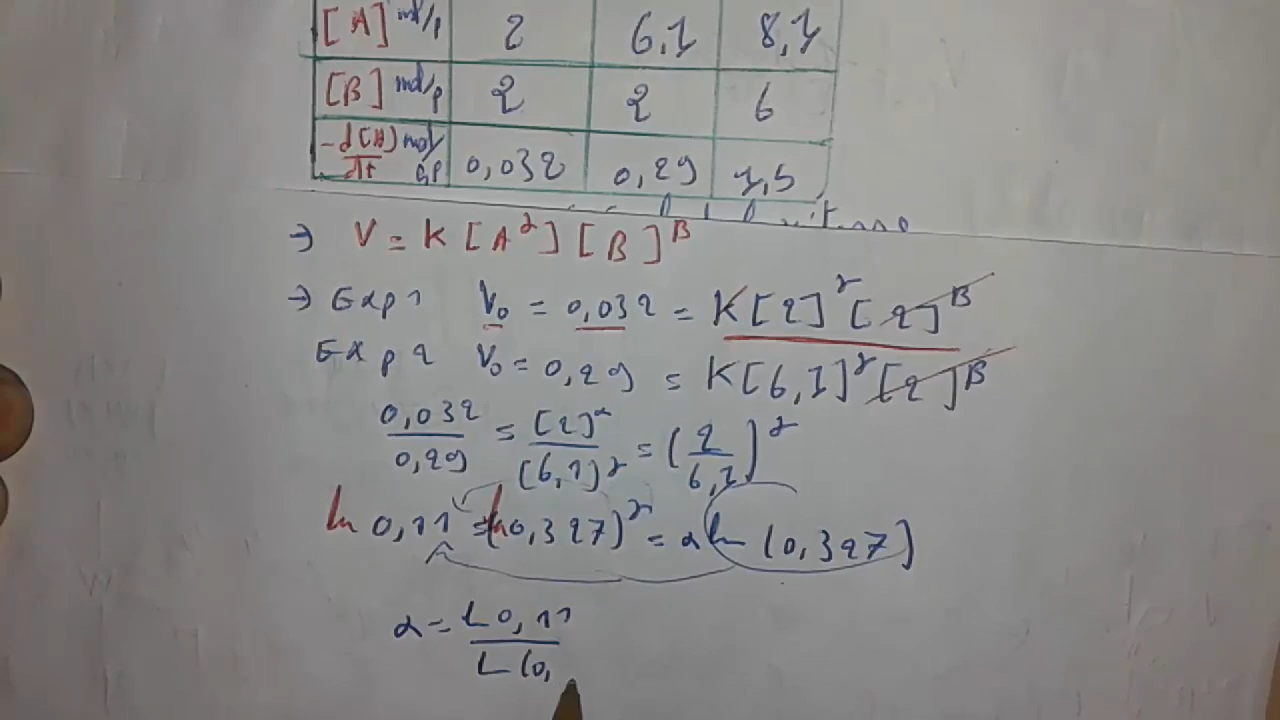 [A] mol/l 2 6,1 8,1
[B] mol/l 2 2 6
-d[A]/dt mol/l 0,032 0,29 1,5
→ V = K [A^α] [B]^β
→ Exp 1 V₀ = 0,032 = K[2]^α [2]^β
Exp 2 V₀ = 0,29 = K[6,1]^α [2]^β
0,032/0,29 = [2]^α/[6,1]^α = (2/6,1)^α
ln 0,11 = (ln 0,327)^α = α ln (0,327)
α = L 0,11 / L (0,